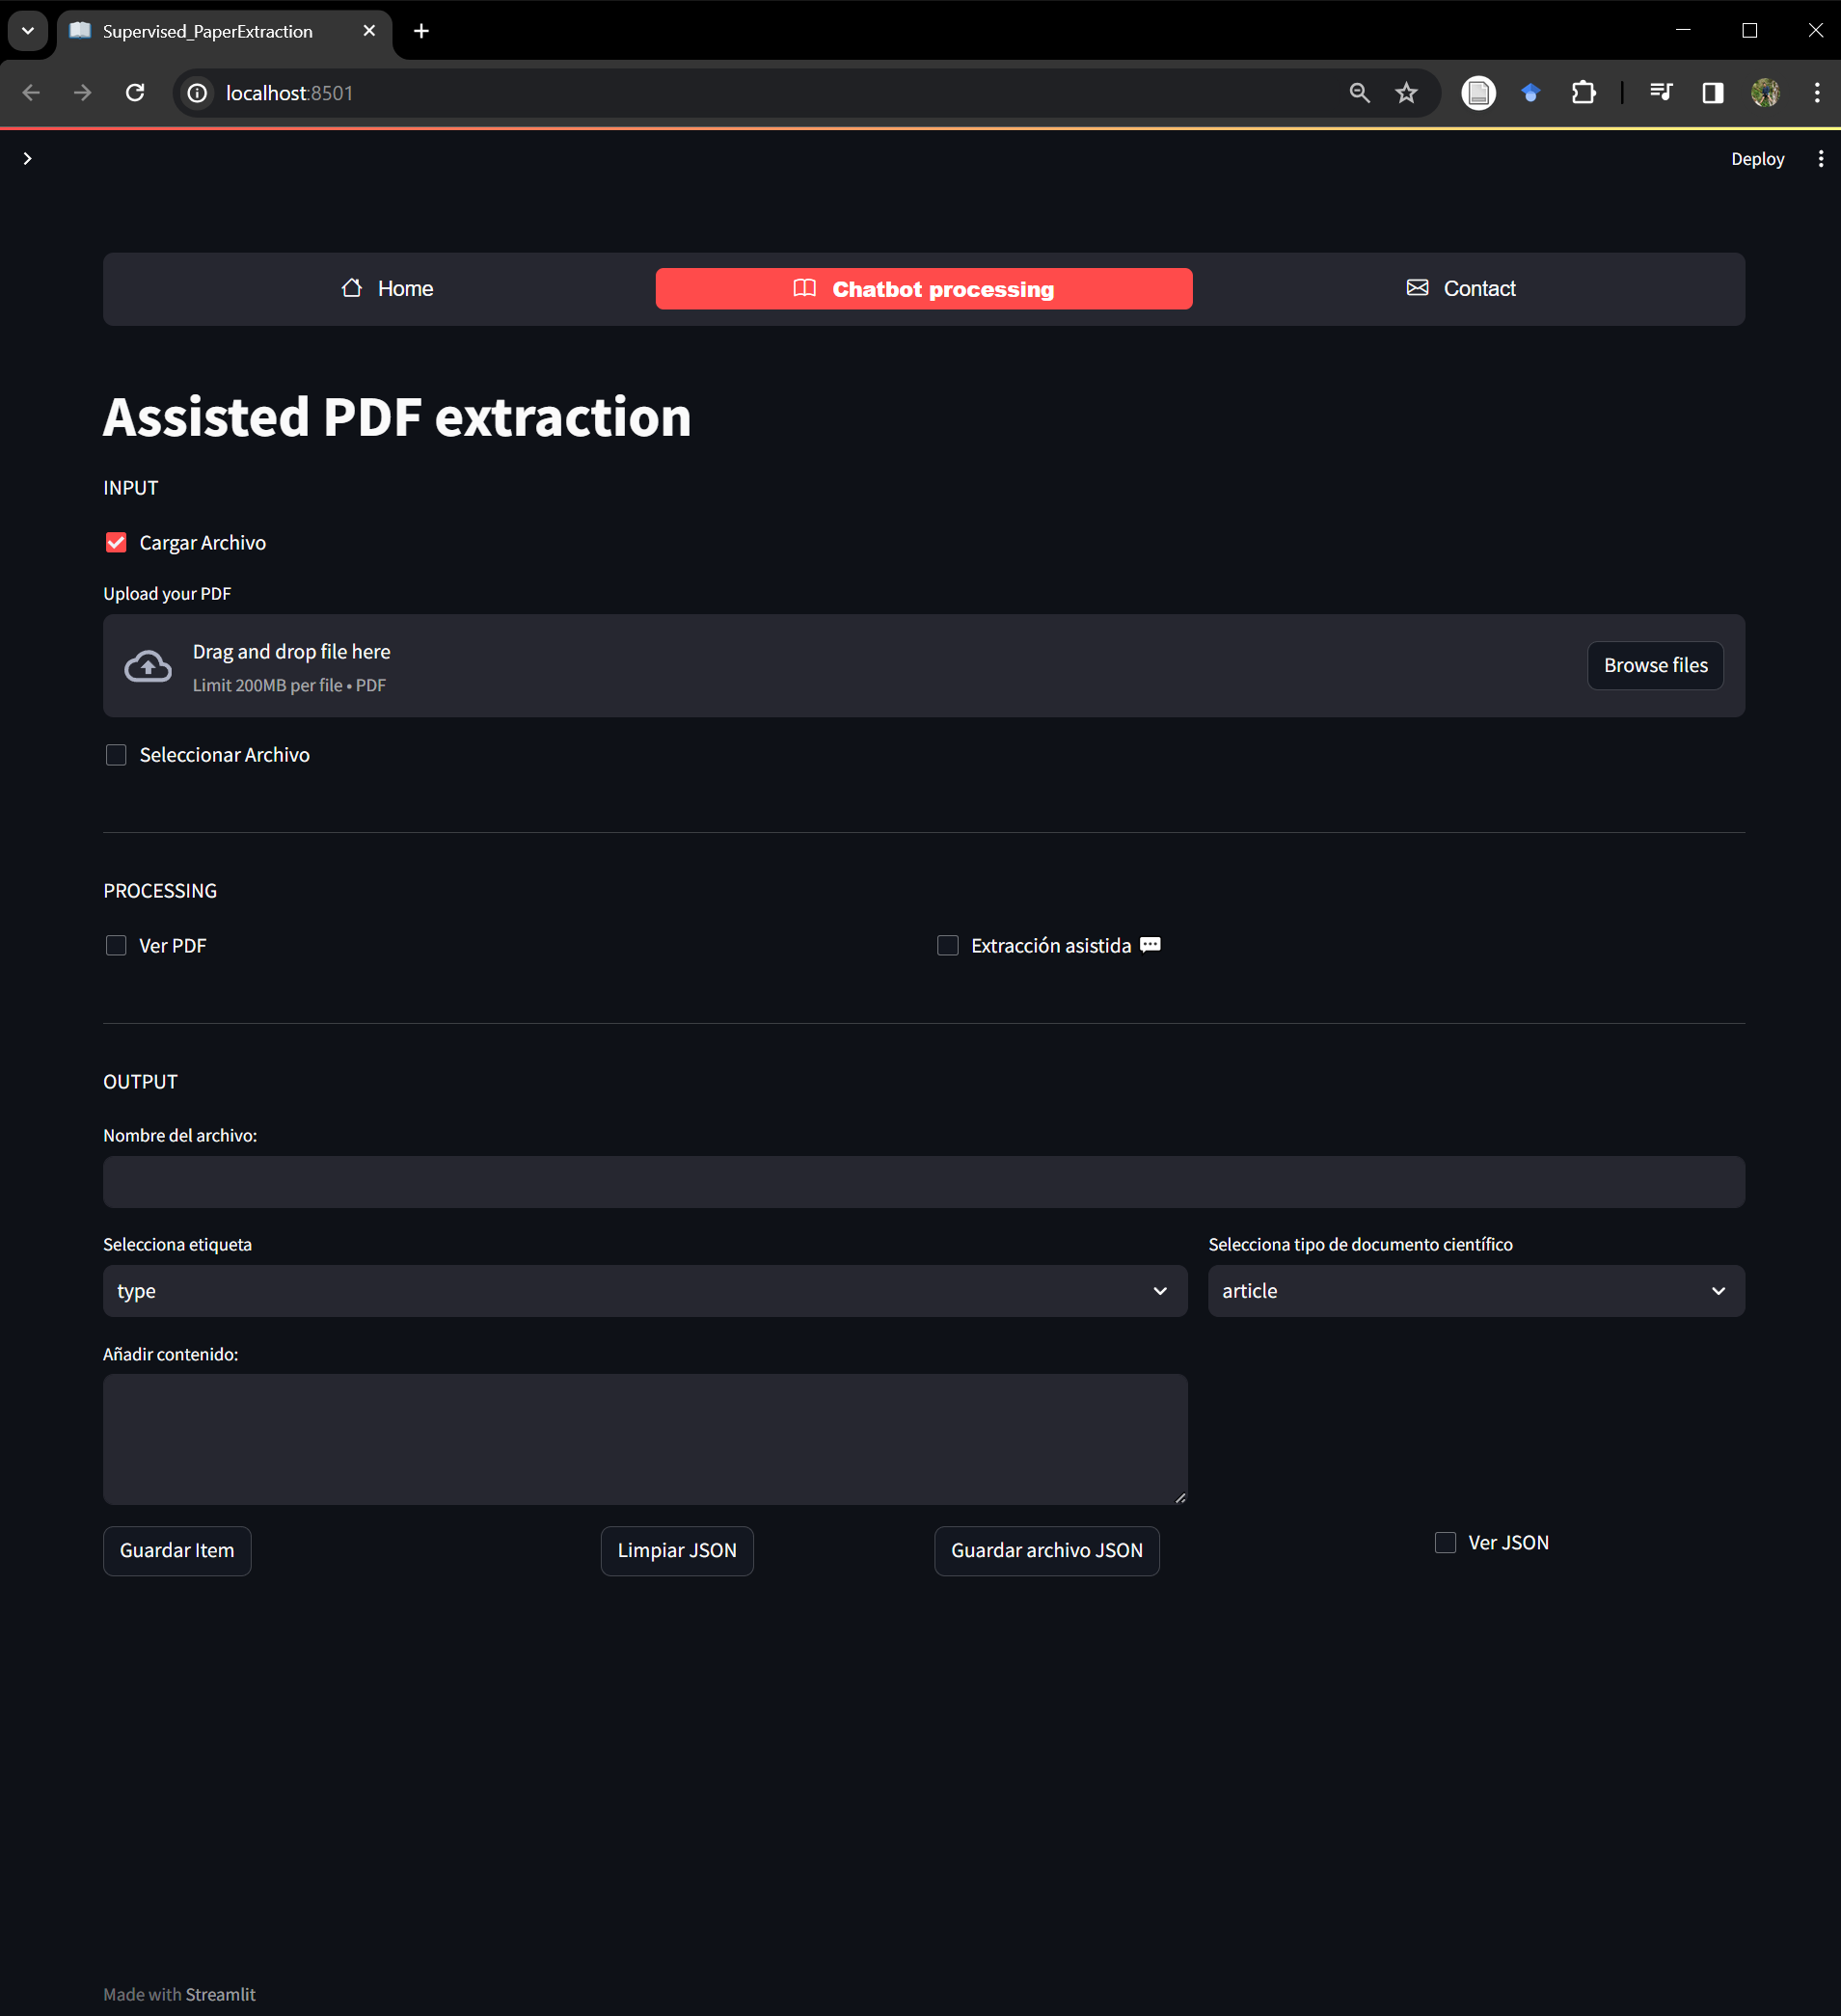 Supervised_PaperExtraction
localhost:8501
Deploy
Home
Chatbot processing
Contact
Assisted PDF extraction
INPUT
Cargar Archivo
Upload your PDF
Drag and drop file here
Limit 200MB per file • PDF
Browse files
Seleccionar Archivo
PROCESSING
Ver PDF
Extracción asistida 💬
OUTPUT
Nombre del archivo:
Selecciona etiqueta
Selecciona tipo de documento científico
type
article
Añadir contenido:
Guardar Item
Limpiar JSON
Guardar archivo JSON
Ver JSON
Made with Streamlit